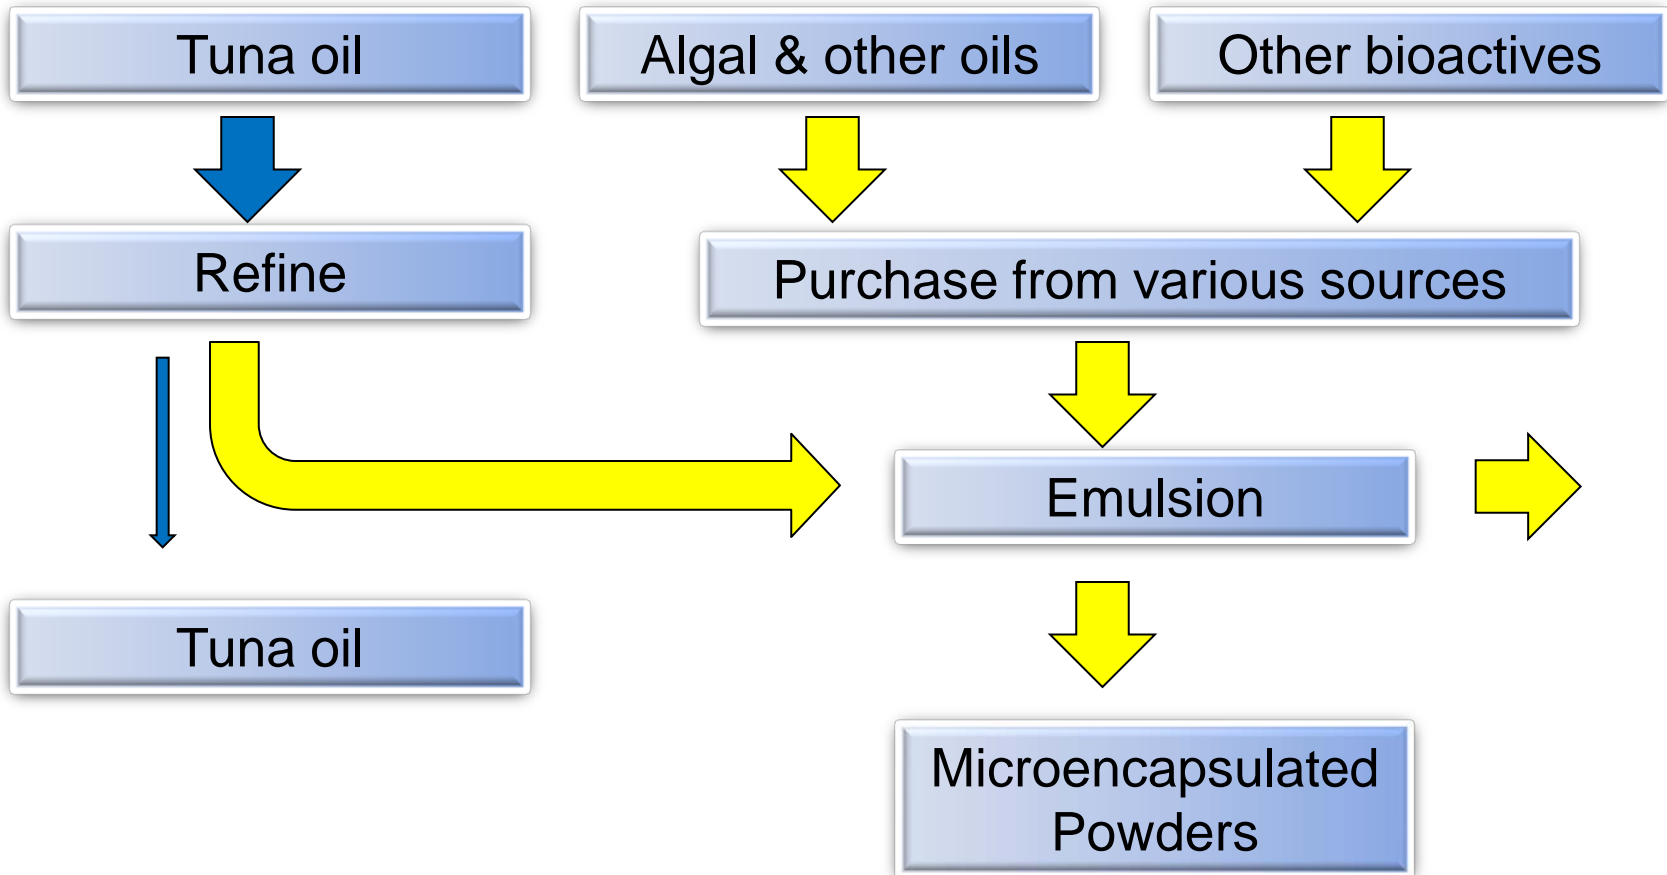 Tuna oil
Algal & other oils
Other bioactives
Refine
Purchase from various sources
Emulsion
Tuna oil
Microencapsulated
Powders